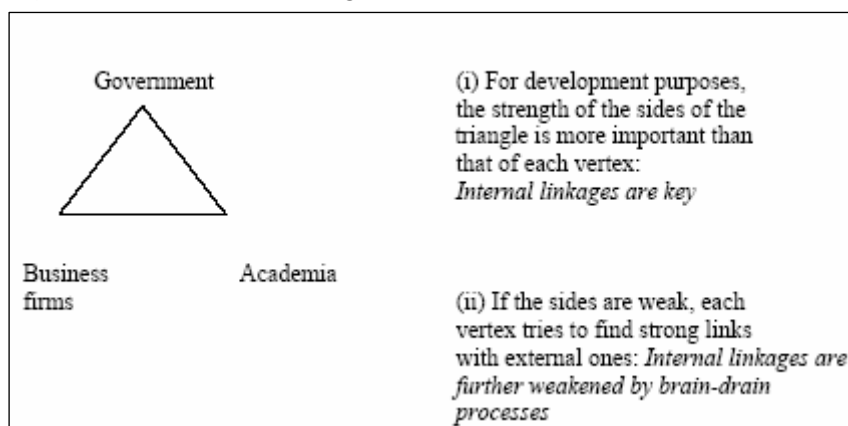 Government
Business
firms
Academia
(i) For development purposes,
the strength of the sides of the
triangle is more important than
that of each vertex:
Internal linkages are key
(ii) If the sides are weak, each
vertex tries to find strong links
with external ones: Internal linkages are
further weakened by brain-drain
processes